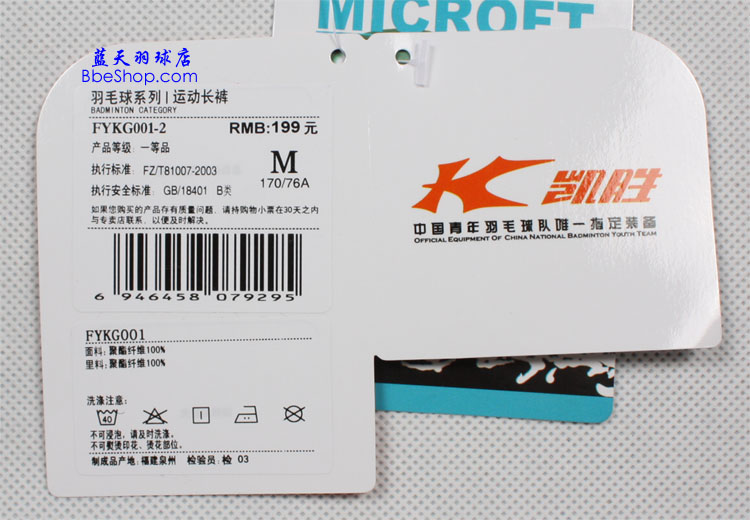 MICROFT
蓝天羽球店
BbeShop.com
羽毛球系列 | 运动长裤
BADMINTON CATEGORY
FYKG001-2 RMB:199元
产品等级: 一等品
执行标准: FZ/T81007-2003
M
170/76A
执行安全标准: GB/18401 B类
如果您购买的产品存有质量问题，请持购物小票在30天之内
与专卖店联系，以便及时解决。
6 946458 079295
FYKG001
面料: 聚酯纤维100%
里料: 聚酯纤维100%
洗涤注意:
40
不可浸泡，请及时洗涤。
不可熨烫印花、烫花部位。
制成品产地: 福建泉州 检验员: 检 03
K 凯胜
中国青年羽毛球队唯一指定装备
OFFICIAL EQUIPMENT OF CHINA NATIONAL BADMINTON YOUTH TEAM